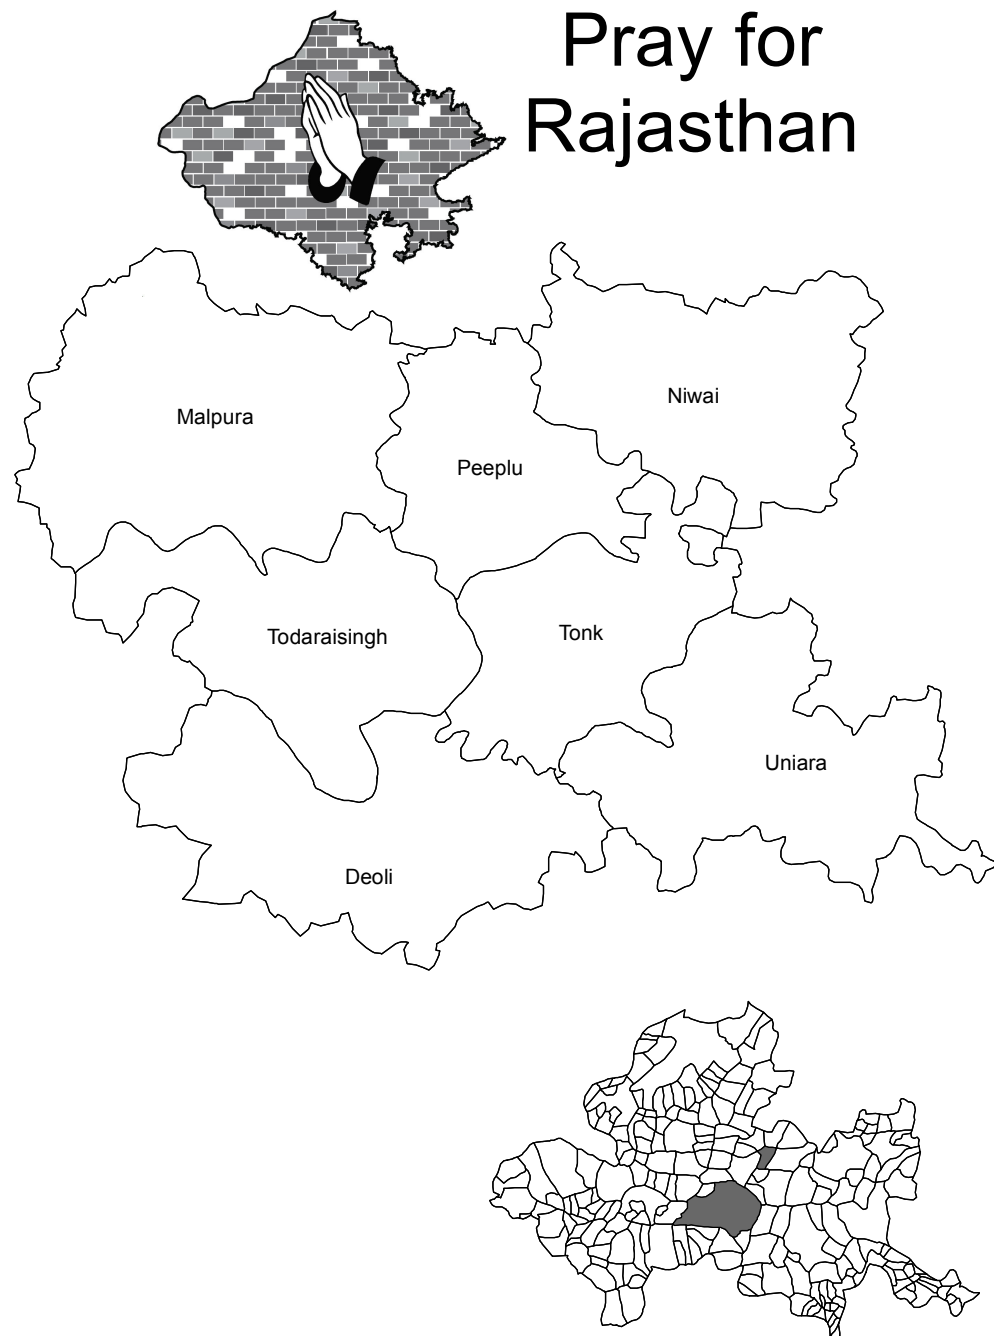 Pray for
Rajasthan
Niwai
Malpura
Peeplu
Tonk
Todaraisingh
Uniara
Deoli